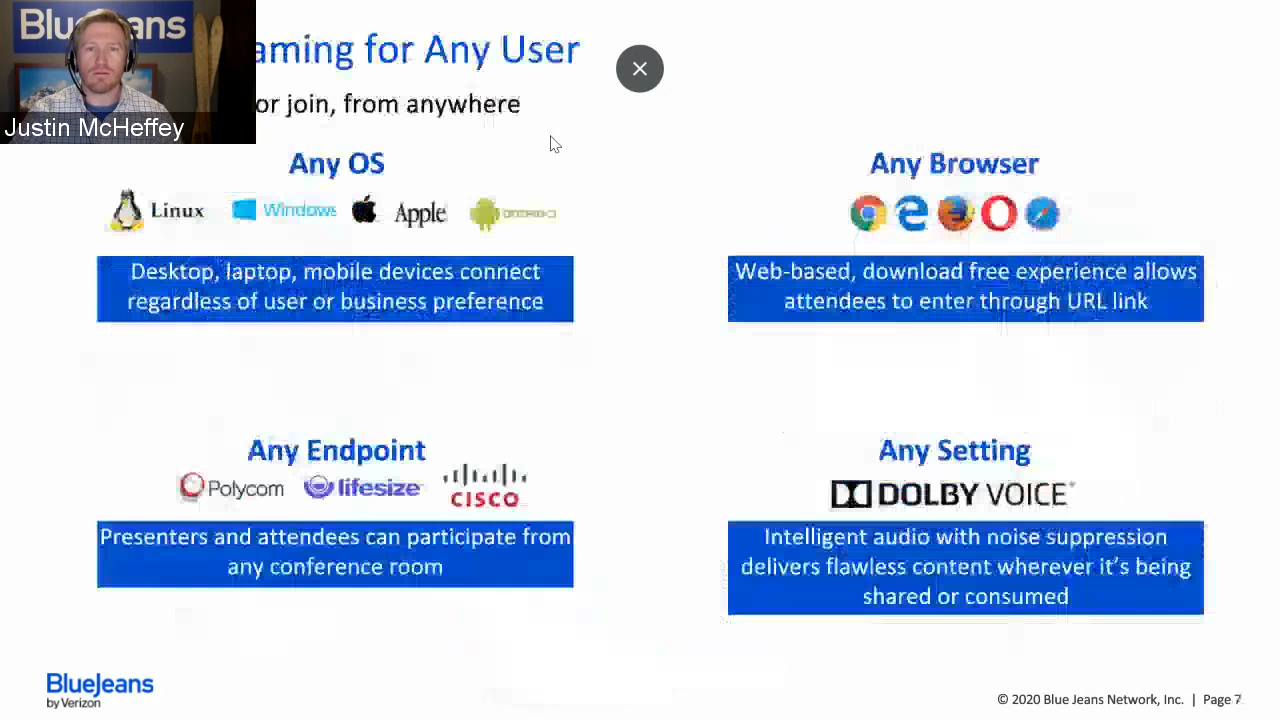 BlueJeans
aming for Any User
or join, from anywhere
Justin McHeffey
Any OS
Linux Windows Apple ANDROID
Desktop, laptop, mobile devices connect
regardless of user or business preference
Any Browser
Web-based, download free experience allows
attendees to enter through URL link
Any Endpoint
Polycom lifesize CISCO
Presenters and attendees can participate from
any conference room
Any Setting
DOLBY VOICE
Intelligent audio with noise suppression
delivers flawless content wherever it's being
shared or consumed
BlueJeans
by Verizon
© 2020 Blue Jeans Network, Inc. | Page 7